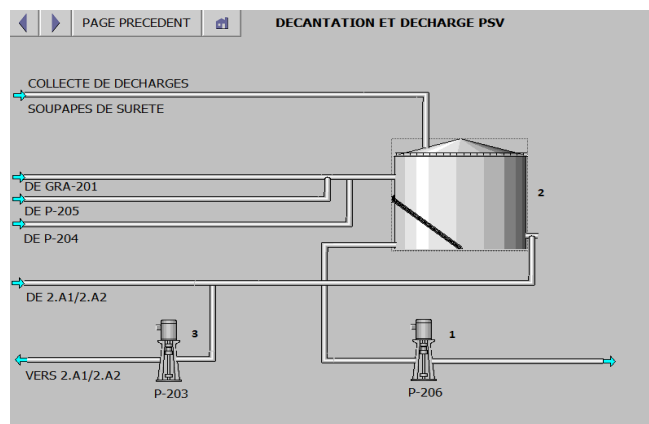 PAGE PRECEDENT
DECANTATION ET DECHARGE PSV
COLLECTE DE DECHARGES
SOUPAPES DE SURETE
DE GRA-201
2
DE P-205
DE P-204
DE 2.A1/2.A2
3
1
VERS 2.A1/2.A2
P-203
P-206